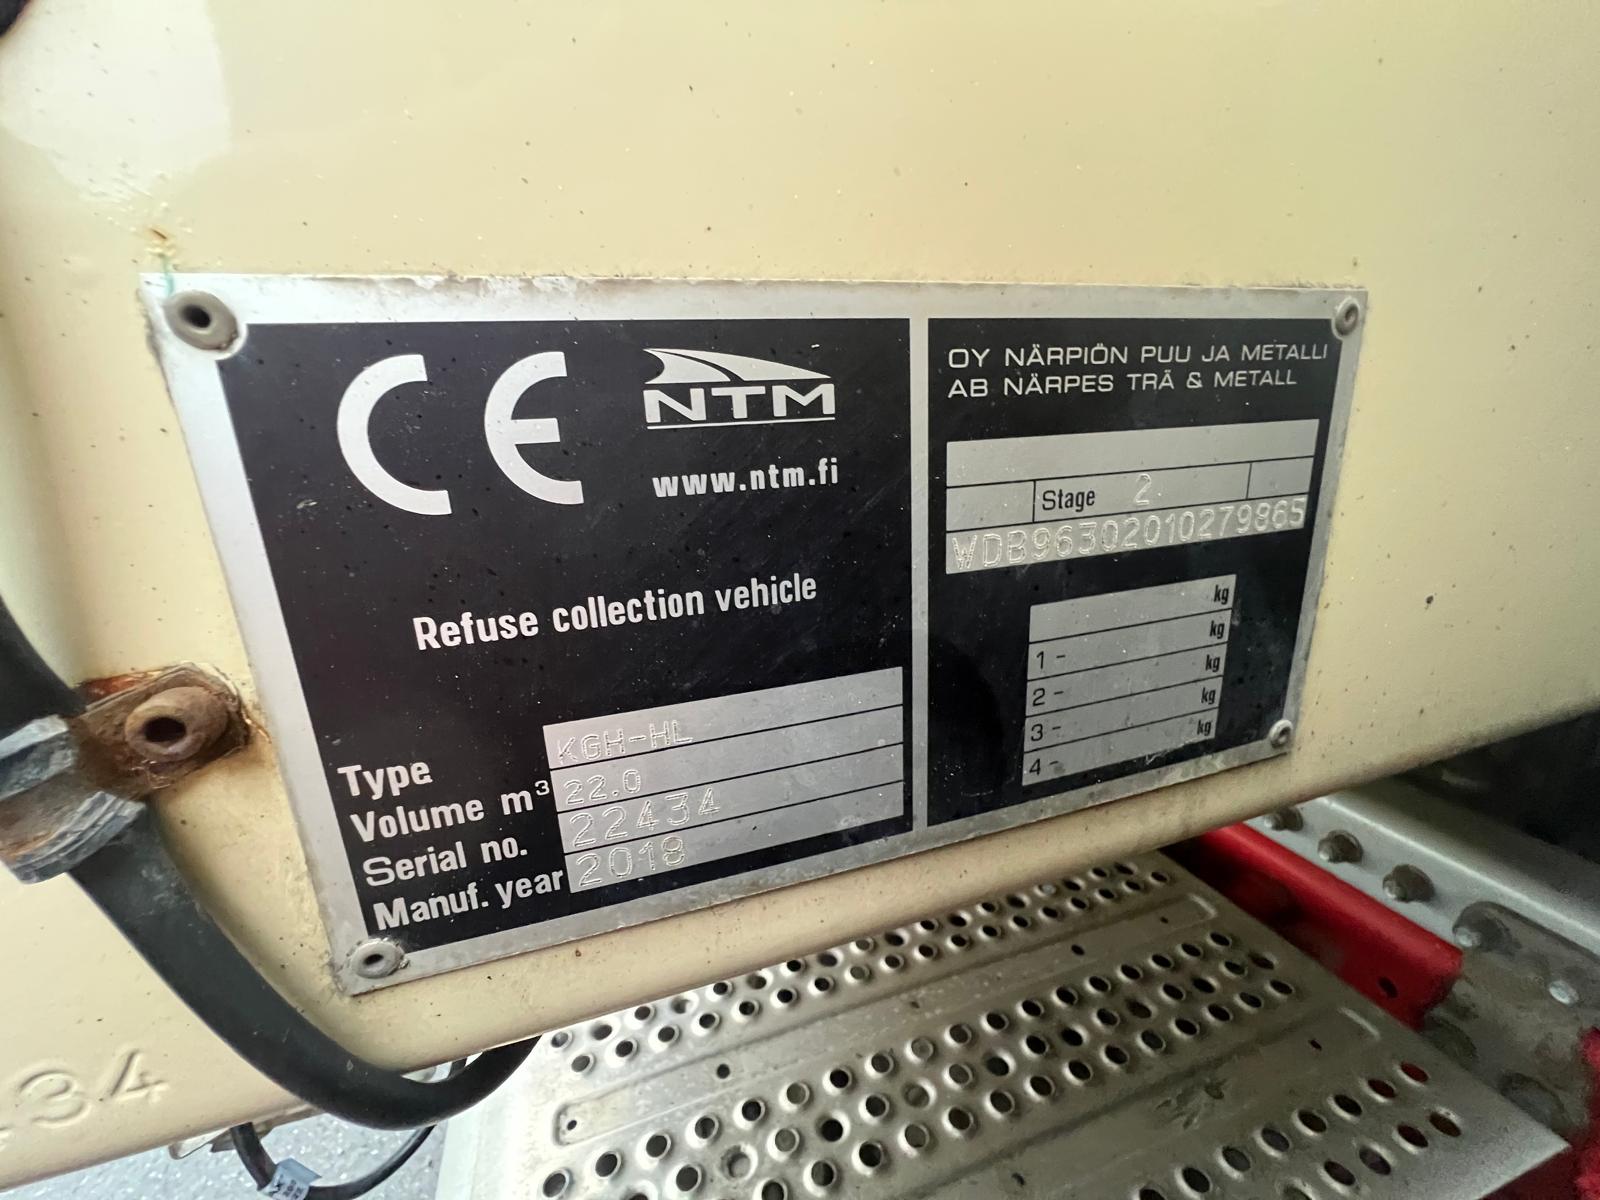 CE
NTM
www.ntm.fi
Refuse collection vehicle
Type KGH-HL
Volume m³ 22.0
Serial no. 22434
Manuf. year 2018
OY NÄRPIÖN PUU JA METALLI
AB NÄRPES TRÄ & METALL
Stage 2
WDB96302010279865
kg
1 - kg
2 - kg
3 - kg
4 - kg
34